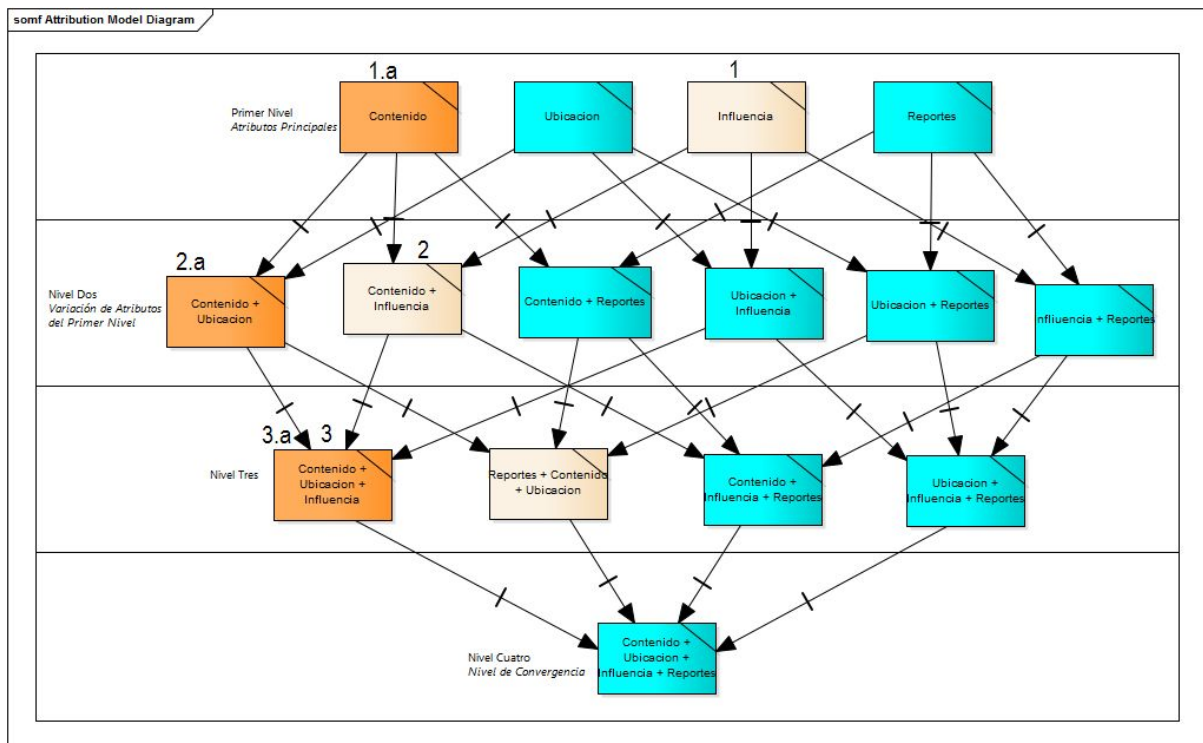 somf Attribution Model Diagram
1.a
1
Primer Nivel
Atributos Principales
Contenido
Ubicacion
Influencia
Reportes
2.a
2
Nivel Dos
Variación de Atributos
del Primer Nivel
Contenido +
Ubicacion
Contenido +
Influencia
Contenido + Reportes
Ubicacion +
Influencia
Ubicacion + Reportes
Infliuencia + Reportes
3.a
3
Nivel Tres
Contenido +
Ubicacion +
Influencia
Reportes + Contenido
+ Ubicacion
Contenido +
Influencia + Reportes
Ubicacion +
Influencia + Reportes
Nivel Cuatro
Nivel de Convergencia
Contenido +
Ubicacion +
Influencia + Reportes